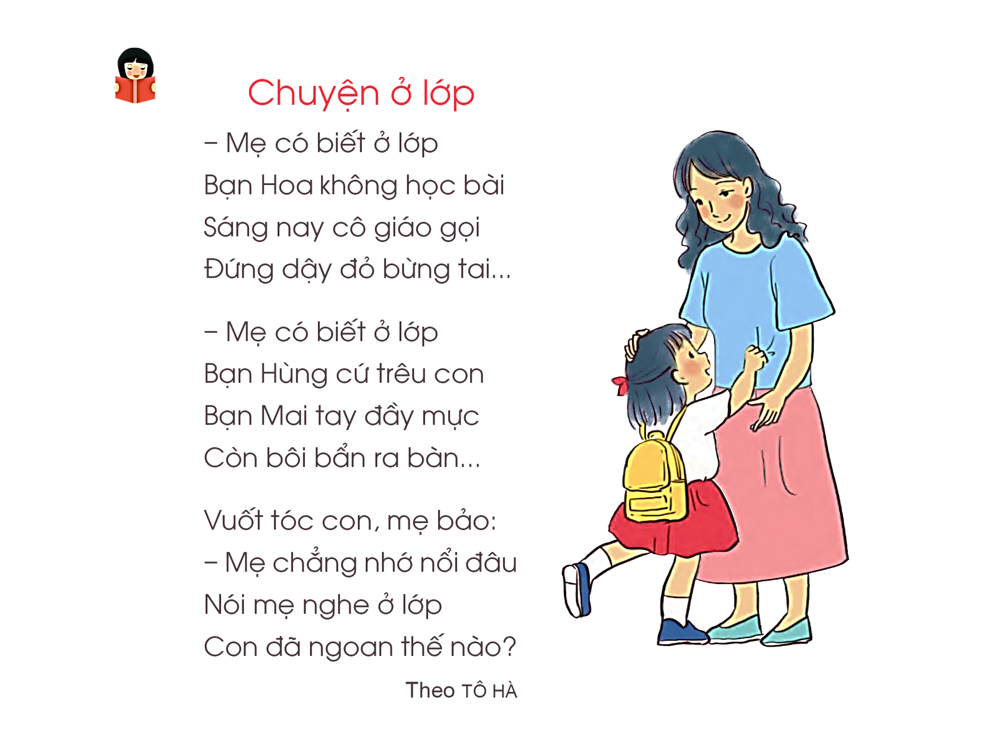 Chuyện ở lớp
– Mẹ có biết ở lớp
Bạn Hoa không học bài
Sáng nay cô giáo gọi
Đứng dậy đỏ bừng tai...
– Mẹ có biết ở lớp
Bạn Hùng cứ trêu con
Bạn Mai tay đầy mực
Còn bôi bẩn ra bàn...
Vuốt tóc con, mẹ bảo:
– Mẹ chẳng nhớ nổi đâu
Nói mẹ nghe ở lớp
Con đã ngoan thế nào?
Theo TÔ HÀ